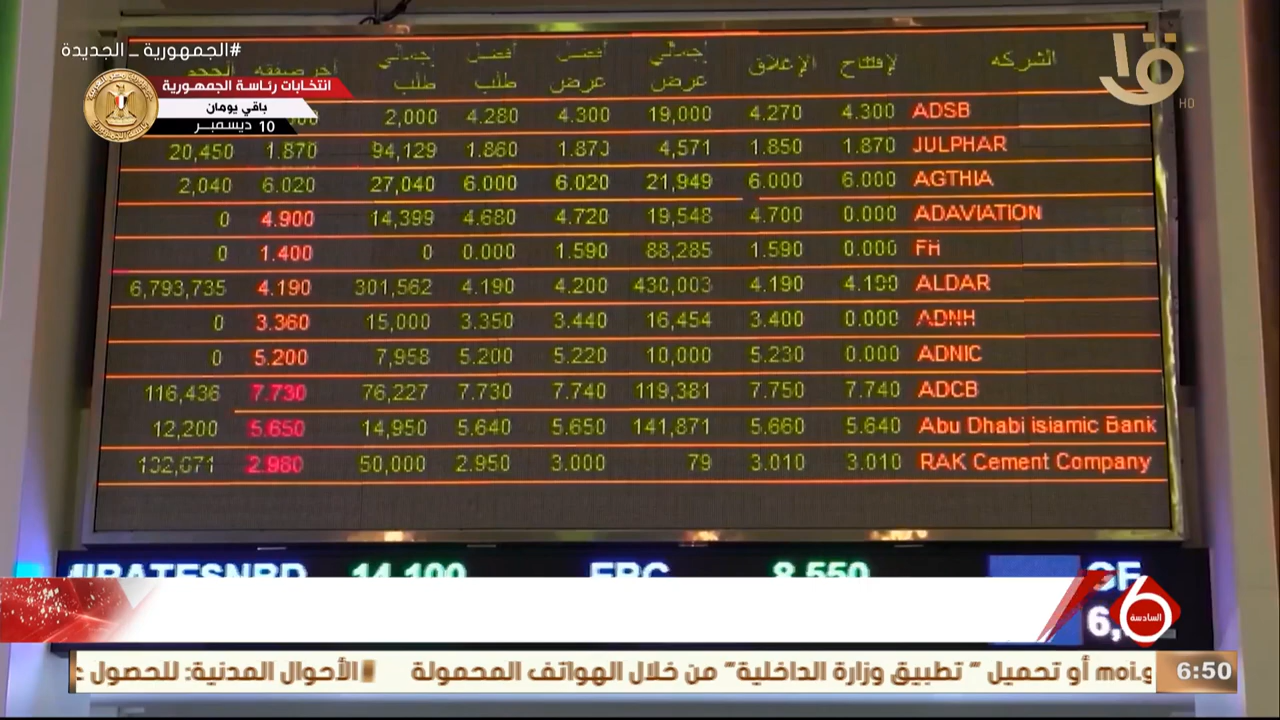 #الجمهورية _ الجديدة
انتخابات رئاسة الجمهورية
باقي يومان
10 ديسمبر
HD
الشركه الإفتتاح الإغلاق إجمالي عرض أفضل عرض أفضل طلب إجمالي طلب أخر صفقه الحجم
ADSB 4.300 4.270 19,000 4.300 4.280 2,000
JULPHAR 1.870 1.850 4,571 1.870 1.860 94,129 1.870 20,450
AGTHIA 6.000 6.000 21,949 6.020 6.000 27,040 6.020 2,040
ADAVIATION 0.000 4.700 19,548 4.720 4.680 14,399 4.900 0
FH 0.000 1.590 88,285 1.590 0.000 0 1.400 0
ALDAR 4.190 4.190 430,003 4.200 4.190 301,562 4.190 6,793,735
ADNH 0.000 3.400 16,454 3.440 3.350 15,000 3.360 0
ADNIC 0.000 5.230 10,000 5.220 5.200 7,958 5.200 0
ADCB 7.740 7.750 119,381 7.740 7.730 76,227 7.730 116,436
Abu Dhabi islamic Bank 5.640 5.660 141,871 5.650 5.640 14,950 5.650 12,200
RAK Cement Company 3.010 3.010 79 3.000 2.950 50,000 2.980 132,671
14.100 8.550
السادسة
moi.g أو تحميل " تطبيق وزارة الداخلية" من خلال الهواتف المحمولة الأحوال المدنية: للحصول
6:50